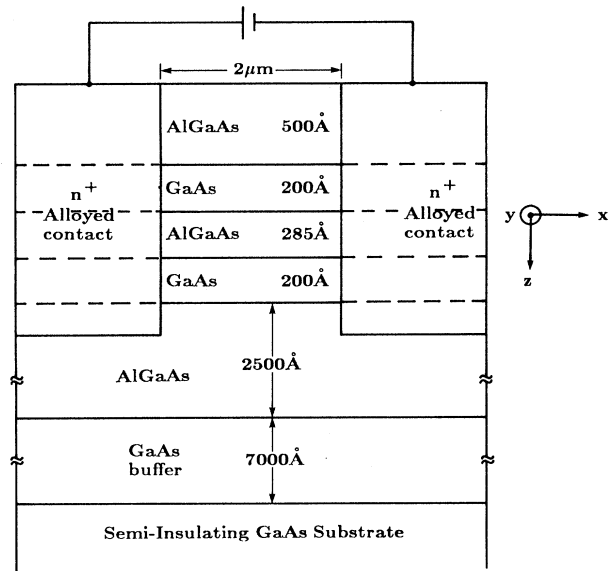 2μm
AlGaAs 500Å
GaAs 200Å
AlGaAs 285Å
GaAs 200Å
n+
Alloyed
contact
n+
Alloyed
contact
y
x
z
2500Å
AlGaAs
GaAs
buffer
7000Å
Semi-Insulating GaAs Substrate